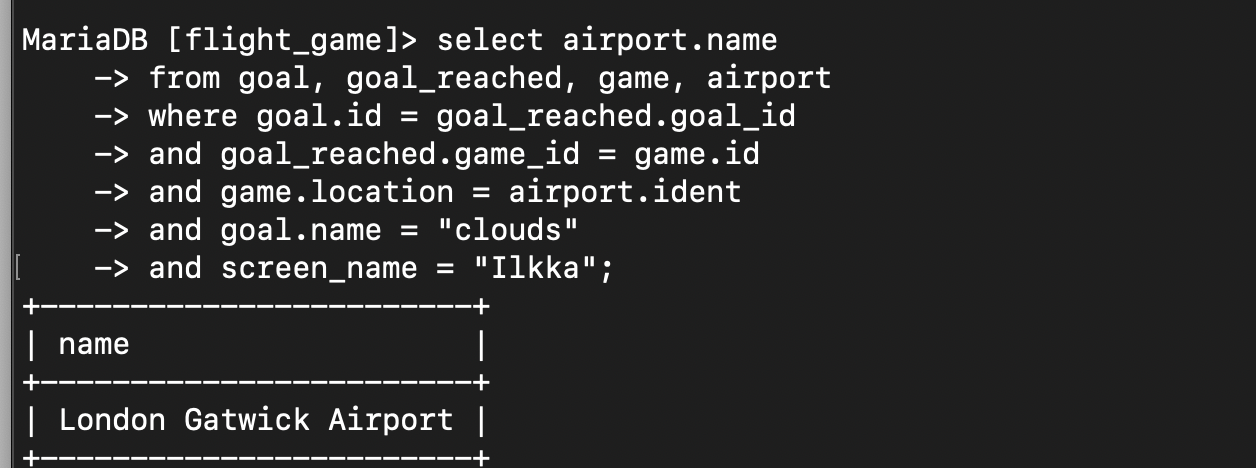 MariaDB [flight_game]> select airport.name
    -> from goal, goal_reached, game, airport
    -> where goal.id = goal_reached.goal_id
    -> and goal_reached.game_id = game.id
    -> and game.location = airport.ident
    -> and goal.name = "clouds"
[    -> and screen_name = "Ilkka";
+------------------------+
| name                   |
+------------------------+
| London Gatwick Airport |
+------------------------+